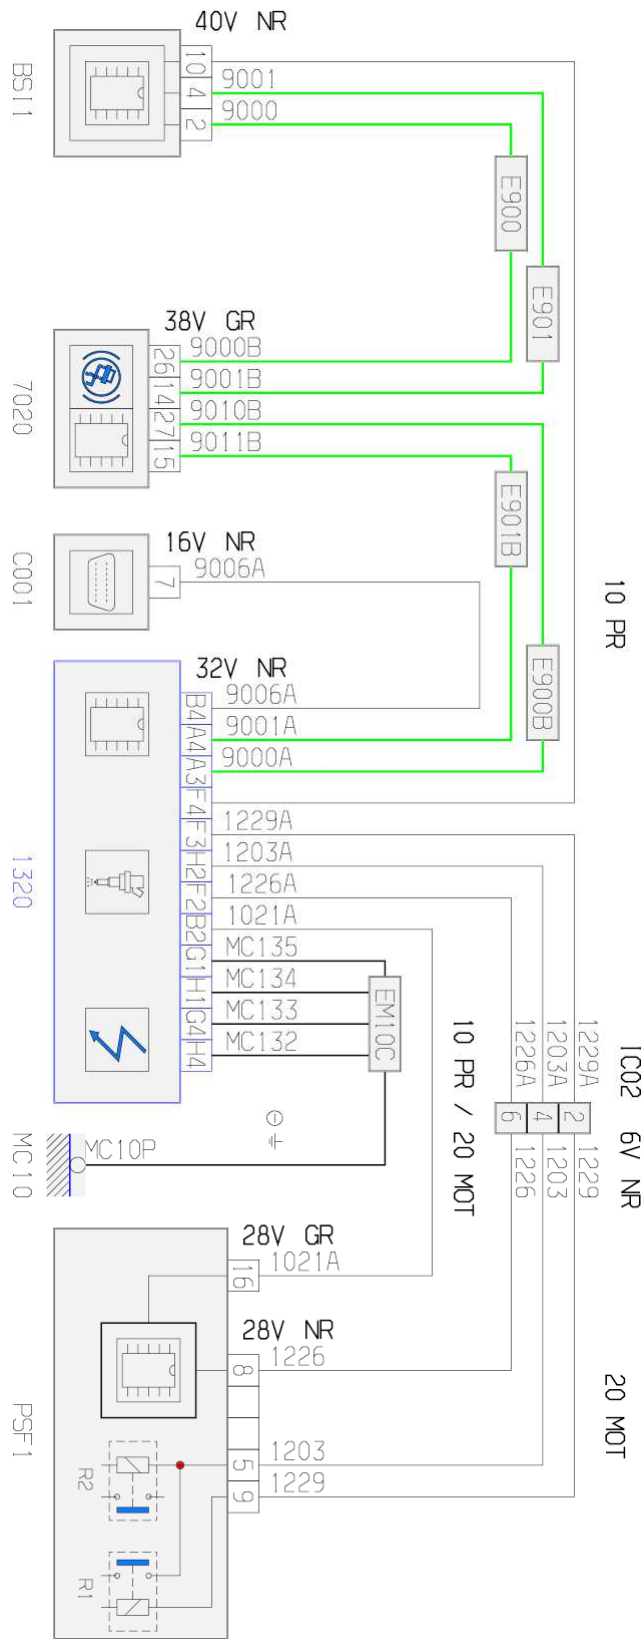 40V NR
BSI1
10
4
2
9001
9000
E900
E901
38V GR
7020
26
14
27
15
9000B
9001B
9010B
9011B
E901B
E900B
10 PR
16V NR
C001
7
9006A
32V NR
1320
B4
A4
A3
F4
F3
H2
F2
B2
G1
H1
G4
H4
9006A
9001A
9000A
1229A
1203A
1226A
1021A
MC135
MC134
MC133
MC132
EM10C
10 PR / 20 MOT
1226A
1203A
1229A
IC02 6V NR
6
4
2
1226
1203
1229
MC10
MC10P
20 MOT
28V GR
16
1021A
28V NR
8
1226
5
1203
9
1229
PSF1
R2
R1